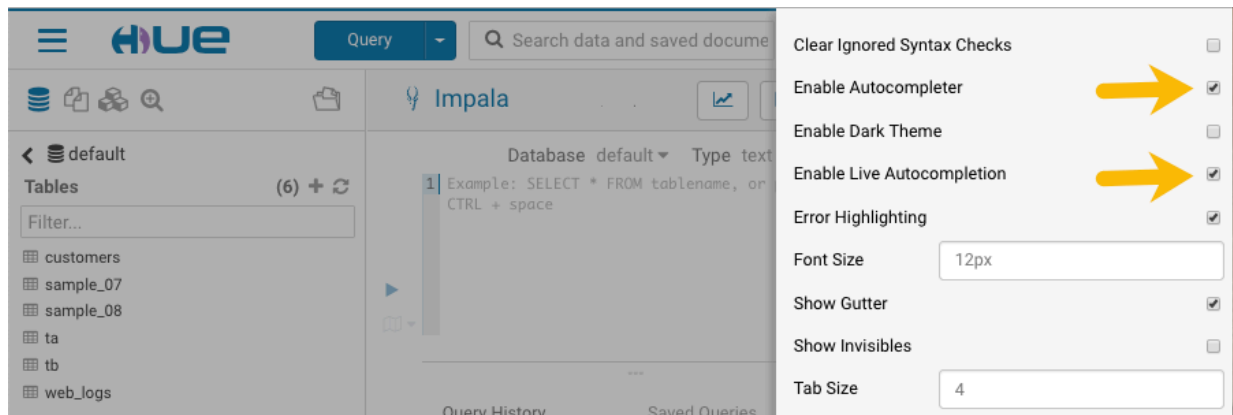 HUE
Query
Search data and saved docume
Impala
default
Database default Type text
Tables (6)
1 Example: SELECT * FROM tablename, or
CTRL + space
Filter...
customers
sample_07
sample_08
ta
tb
web_logs
Query History Saved Queries
Clear Ignored Syntax Checks
Enable Autocompleter
Enable Dark Theme
Enable Live Autocompletion
Error Highlighting
Font Size 12px
Show Gutter
Show Invisibles
Tab Size 4